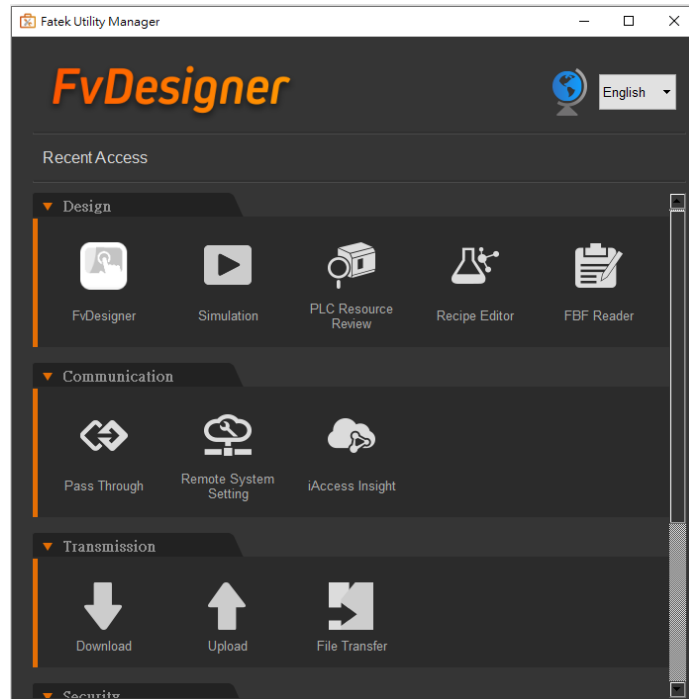 Fatek Utility Manager
FvDesigner
English
Recent Access
Design
FvDesigner
Simulation
PLC Resource
Review
Recipe Editor
FBF Reader
Communication
Pass Through
Remote System
Setting
iAccess Insight
Transmission
Download
Upload
File Transfer
Security